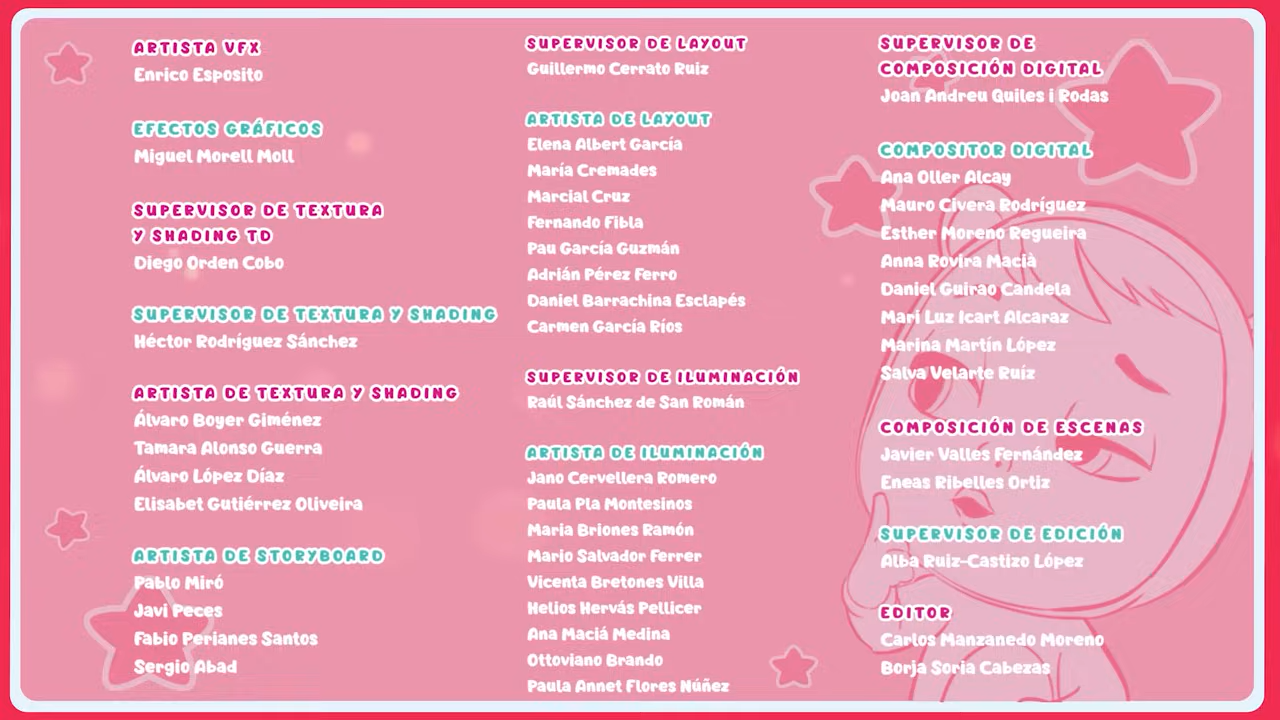 ARTISTA VFX
Enrico Esposito
EFECTOS GRÁFICOS
Miguel Morell Moll
SUPERVISOR DE TEXTURA
Y SHADING TD
Diego Orden Cobo
SUPERVISOR DE TEXTURA Y SHADING
Héctor Rodríguez Sánchez
ARTISTA DE TEXTURA Y SHADING
Álvaro Boyer Giménez
Tamara Alonso Guerra
Álvaro López Díaz
Elisabet Gutiérrez Oliveira
ARTISTA DE STORYBOARD
Pablo Miró
Javi Peces
Fabio Perianes Santos
Sergio Abad
SUPERVISOR DE LAYOUT
Guillermo Cerrato Ruiz
ARTISTA DE LAYOUT
Elena Albert García
María Cremades
Marcial Cruz
Fernando Fibla
Pau García Guzmán
Adrián Pérez Ferro
Daniel Barrachina Esclapés
Carmen García Ríos
SUPERVISOR DE ILUMINACIÓN
Raúl Sánchez de San Román
ARTISTA DE ILUMINACIÓN
Jano Cervellera Romero
Paula Pla Montesinos
Maria Briones Ramón
Mario Salvador Ferrer
Vicenta Bretones Villa
Helios Hervás Pellicer
Ana Maciá Medina
Ottoviano Brando
Paula Annet Flores Núñez
SUPERVISOR DE
COMPOSICIÓN DIGITAL
Joan Andreu Quiles i Rodas
COMPOSITOR DIGITAL
Ana Oller Alcay
Mauro Civera Rodríguez
Esther Moreno Regueira
Anna Rovira Macià
Daniel Guirao Candela
Mari Luz Icart Alcaraz
Marina Martín López
Salva Velarte Ruíz
COMPOSICIÓN DE ESCENAS
Javier Valles Fernández
Eneas Ribelles Ortiz
SUPERVISOR DE EDICIÓN
Alba Ruiz-Castizo López
EDITOR
Carlos Manzanedo Moreno
Borja Soria Cabezas